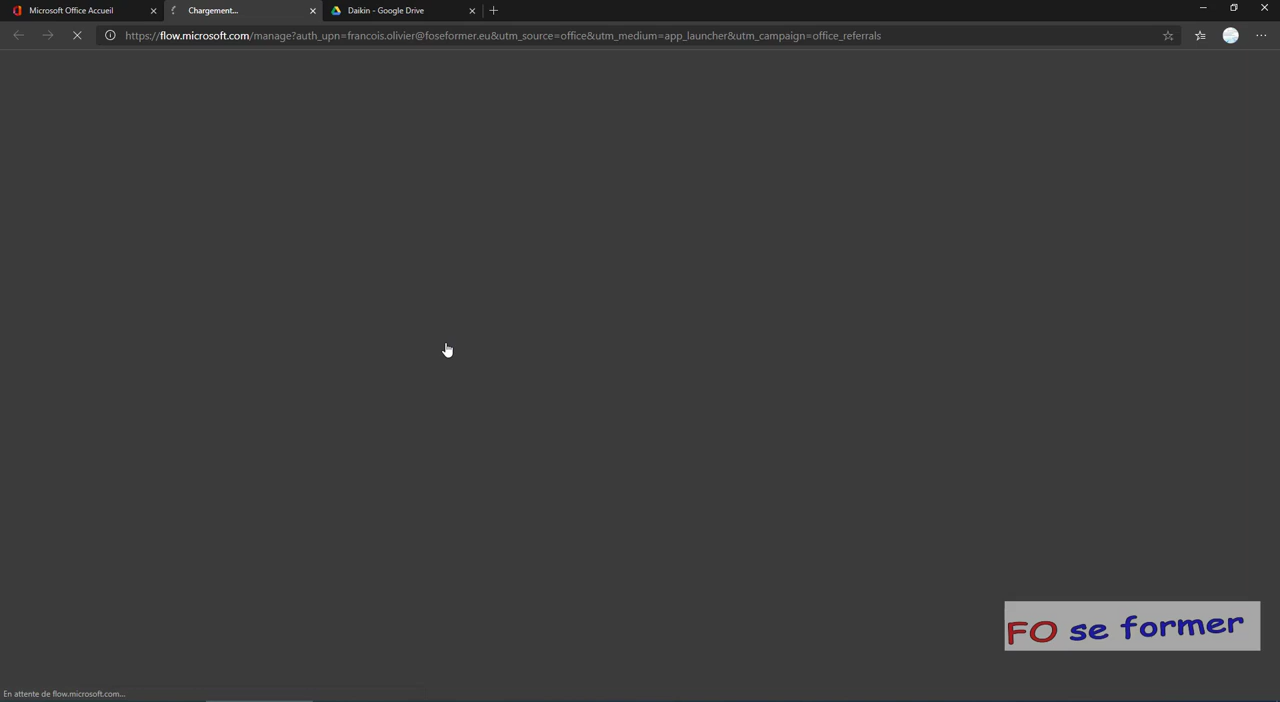 Microsoft Office Accueil
Chargement...
Daikin - Google Drive
https://flow.microsoft.com/manage?auth_upn=francois.olivier@foseformer.eu&utm_source=office&utm_medium=app_launcher&utm_campaign=office_referrals
FO se former
En attente de flow.microsoft.com...